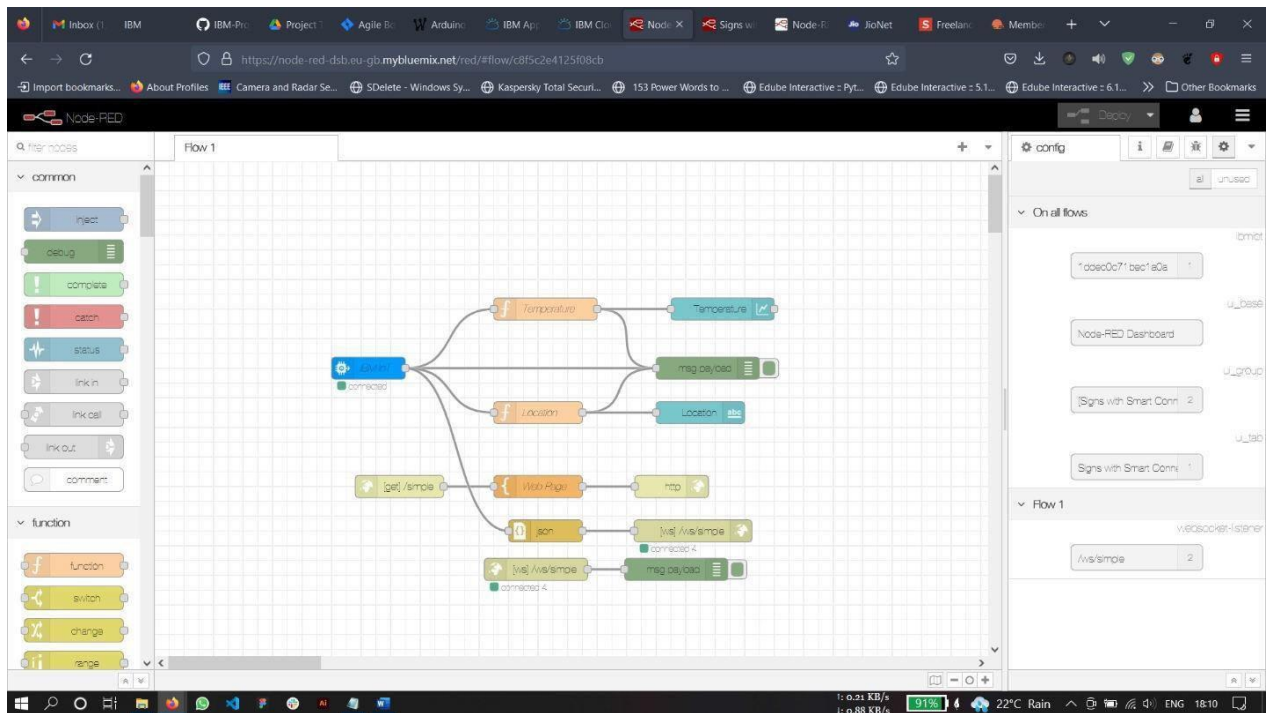 Inbox (1
IBM
IBM-Pro
Project
Agile Bo
Arduino
IBM App
IBM Clo
Node
Signs w
Node-R
JioNet
Freelanc
Member
https://node-red-dsb.eu-gb.mybluemix.net/red/#flow/c8f5c2e4125f08cb
Import bookmarks...
About Profiles
Camera and Radar Se...
SDelete - Windows Sy...
Kaspersky Total Securi...
153 Power Words to ...
Edube Interactive :: Pyt...
Edube Interactive :: 5.1...
Edube Interactive :: 6.1...
Other Bookmarks
Node-RED
Deploy
filter nodes
Flow 1
config
common
all
unused
inject
debug
complete
catch
status
link in
link call
link out
comment
function
function
switch
change
range
Temperature
Temperature
connected
msg.payload
Location
Location
abc
[get] /simple
Web Page
http
json
[ws] /ws/simple
connected 4
[ws] /ws/simple
msg.payload
connected 4
On all flows
ibmiot
1
ui_base
Node-RED Dashboard
ui_group
[Signs with Smart Conn
2
ui_tab
Signs with Smart Conne
1
Flow 1
websocket-listener
/ws/simple
2
↑: 0.21 KB/s
↓: 0.88 KB/s
91%
22°C Rain
ENG
18:10